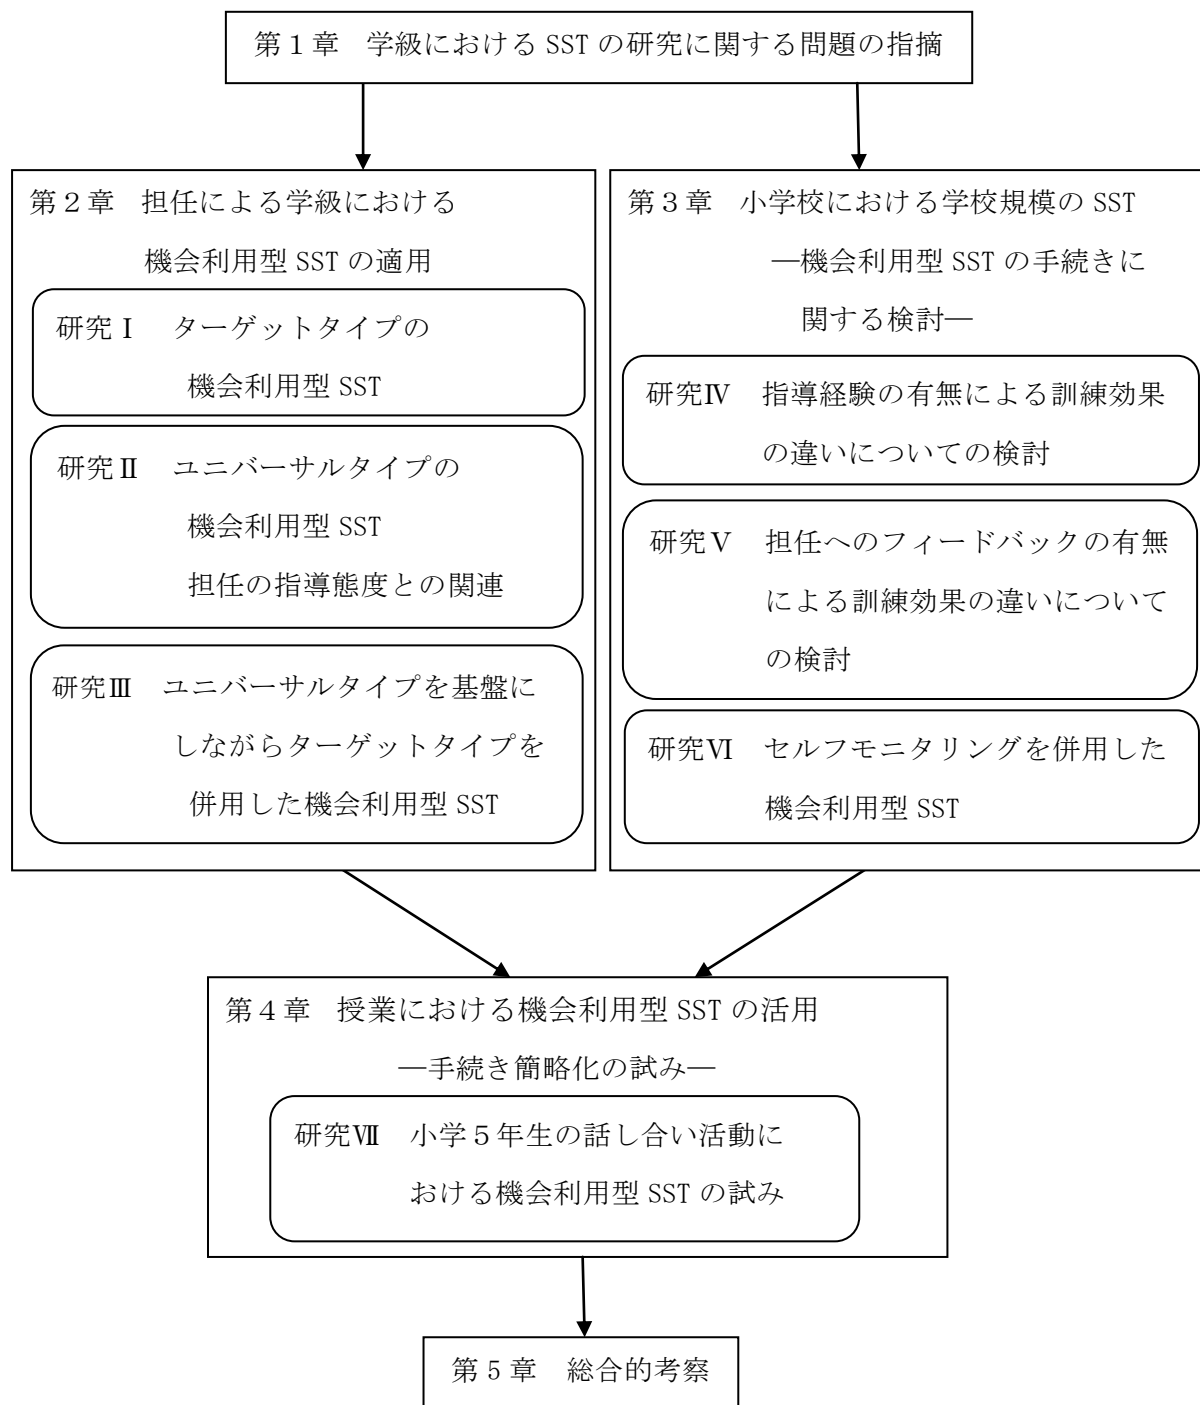 第１章　学級における SST の研究に関する問題の指摘
第２章　担任による学級における
機会利用型 SST の適用
研究Ⅰ　ターゲットタイプの
機会利用型 SST
研究Ⅱ　ユニバーサルタイプの
機会利用型 SST
担任の指導態度との関連
研究Ⅲ　ユニバーサルタイプを基盤に
しながらターゲットタイプを
併用した機会利用型 SST
第３章　小学校における学校規模の SST
―機会利用型 SST の手続きに
関する検討―
研究Ⅳ　指導経験の有無による訓練効果
の違いについての検討
研究Ⅴ　担任へのフィードバックの有無
による訓練効果の違いについて
の検討
研究Ⅵ　セルフモニタリングを併用した
機会利用型 SST
第４章　授業における機会利用型 SST の活用
―手続き簡略化の試み―
研究Ⅶ　小学５年生の話し合い活動に
おける機会利用型 SST の試み
第５章　総合的考察